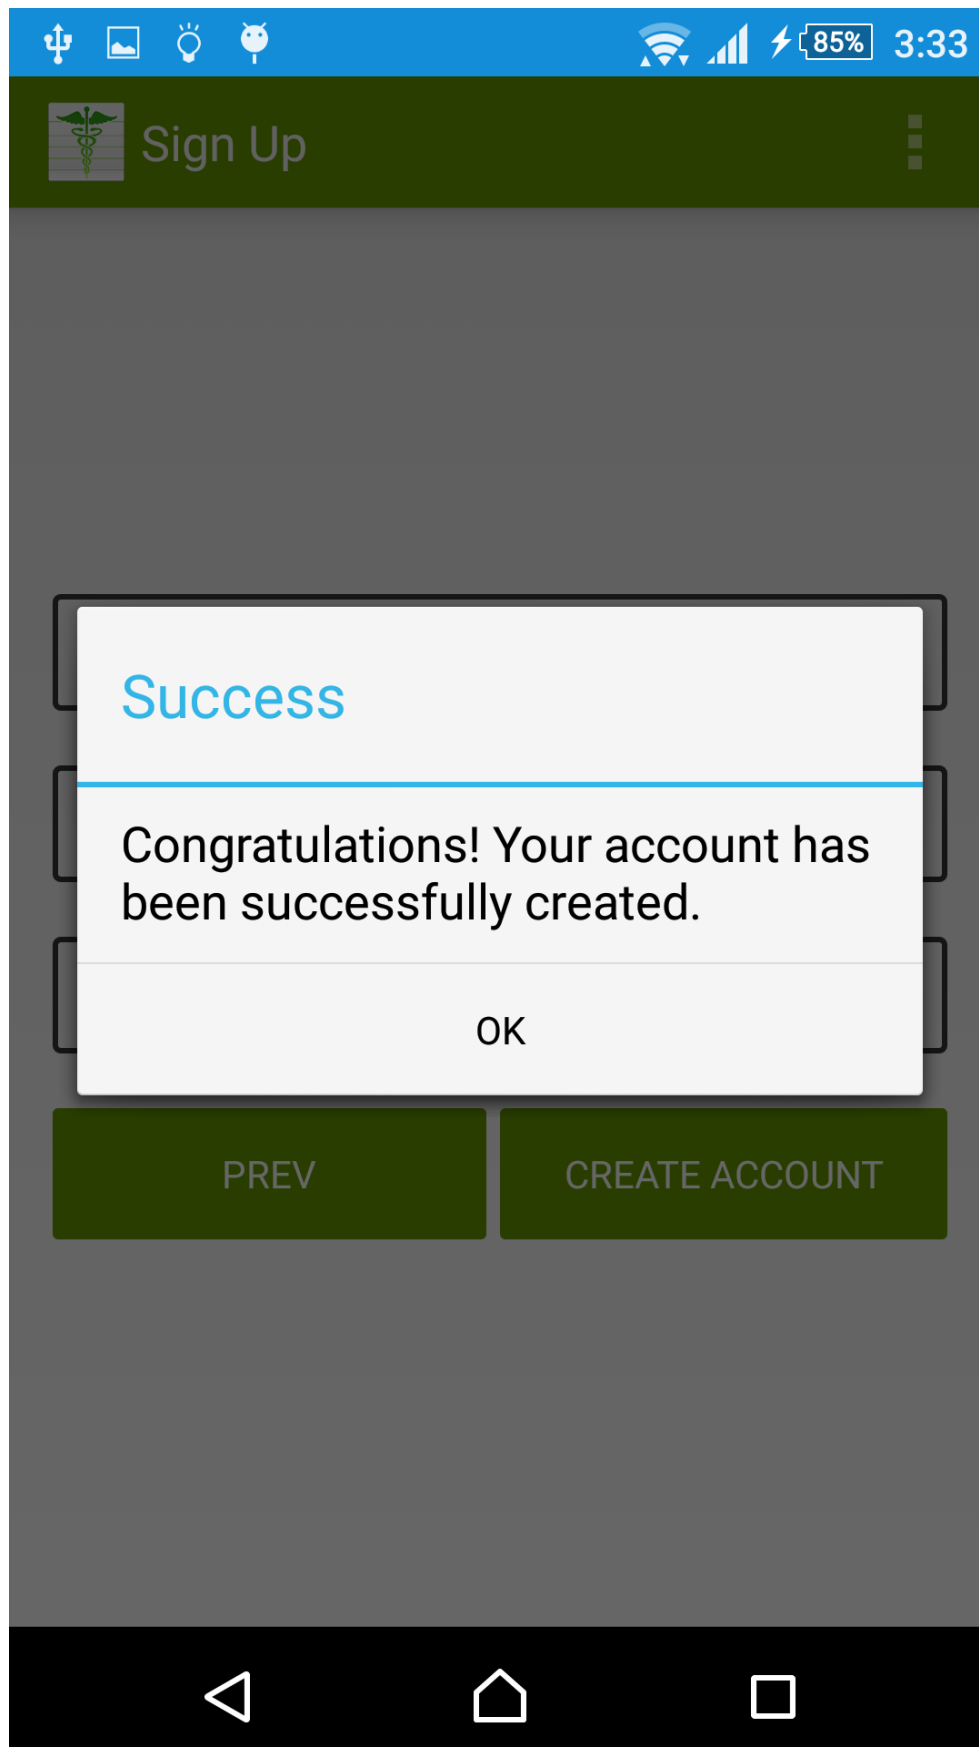 85% 3:33
Sign Up
Success
Congratulations! Your account has
been successfully created.
OK
PREV CREATE ACCOUNT